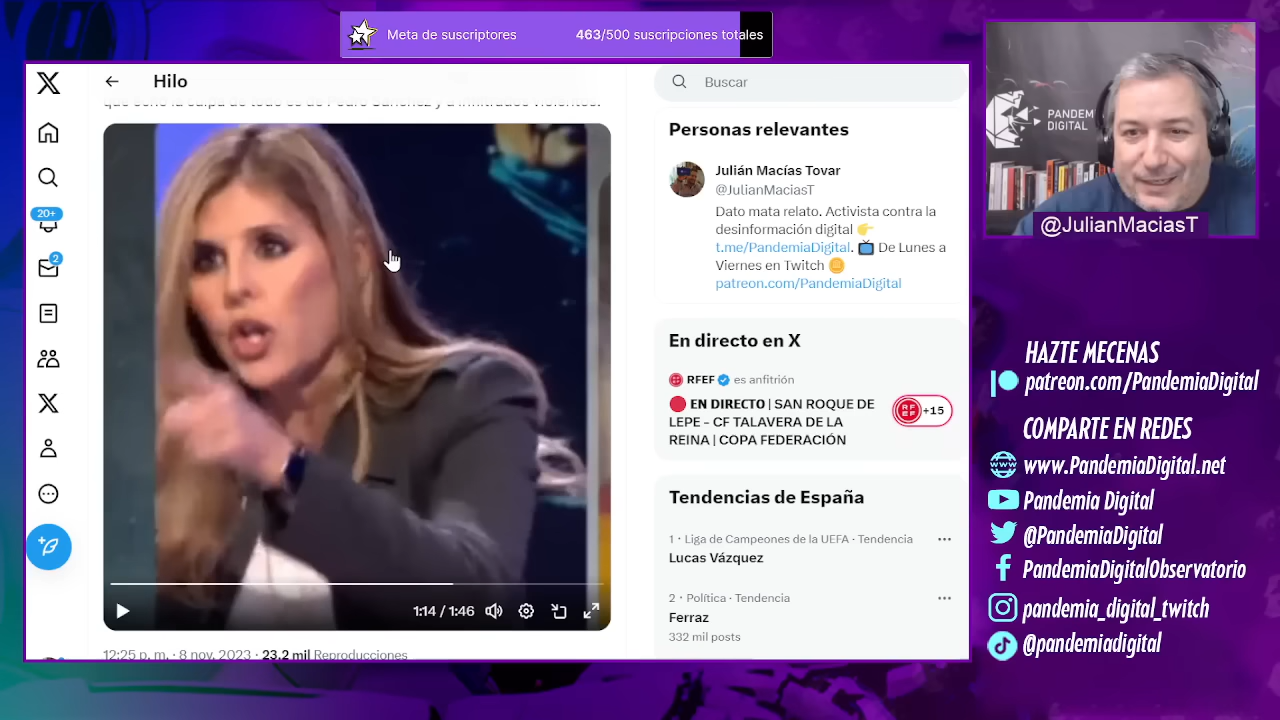 Meta de suscriptores
463/500 suscripciones totales
Hilo
Buscar
20+
2
1:14 / 1:46
12:25 p. m. · 8 nov. 2023 · 23,2 mil Reproducciones
Personas relevantes
Julián Macías Tovar
@JulianMaciasT
Dato mata relato. Activista contra la
desinformación digital 👉
t.me/PandemiaDigital. 📺 De Lunes a
Viernes en Twitch 🪙
patreon.com/PandemiaDigital
En directo en X
RFEF es anfitrión
🔴 EN DIRECTO | SAN ROQUE DE
LEPE – CF TALAVERA DE LA
REINA | COPA FEDERACIÓN
+15
Tendencias de España
1 · Liga de Campeones de la UEFA · Tendencia
Lucas Vázquez
2 · Política · Tendencia
Ferraz
332 mil posts
PANDEM
DIGITAL
@JulianMaciasT
HAZTE MECENAS
patreon.com/PandemiaDigital
COMPARTE EN REDES
www.PandemiaDigital.net
Pandemia Digital
@PandemiaDigital
PandemiaDigitalObservatorio
pandemia_digital_twitch
@pandemiadigital